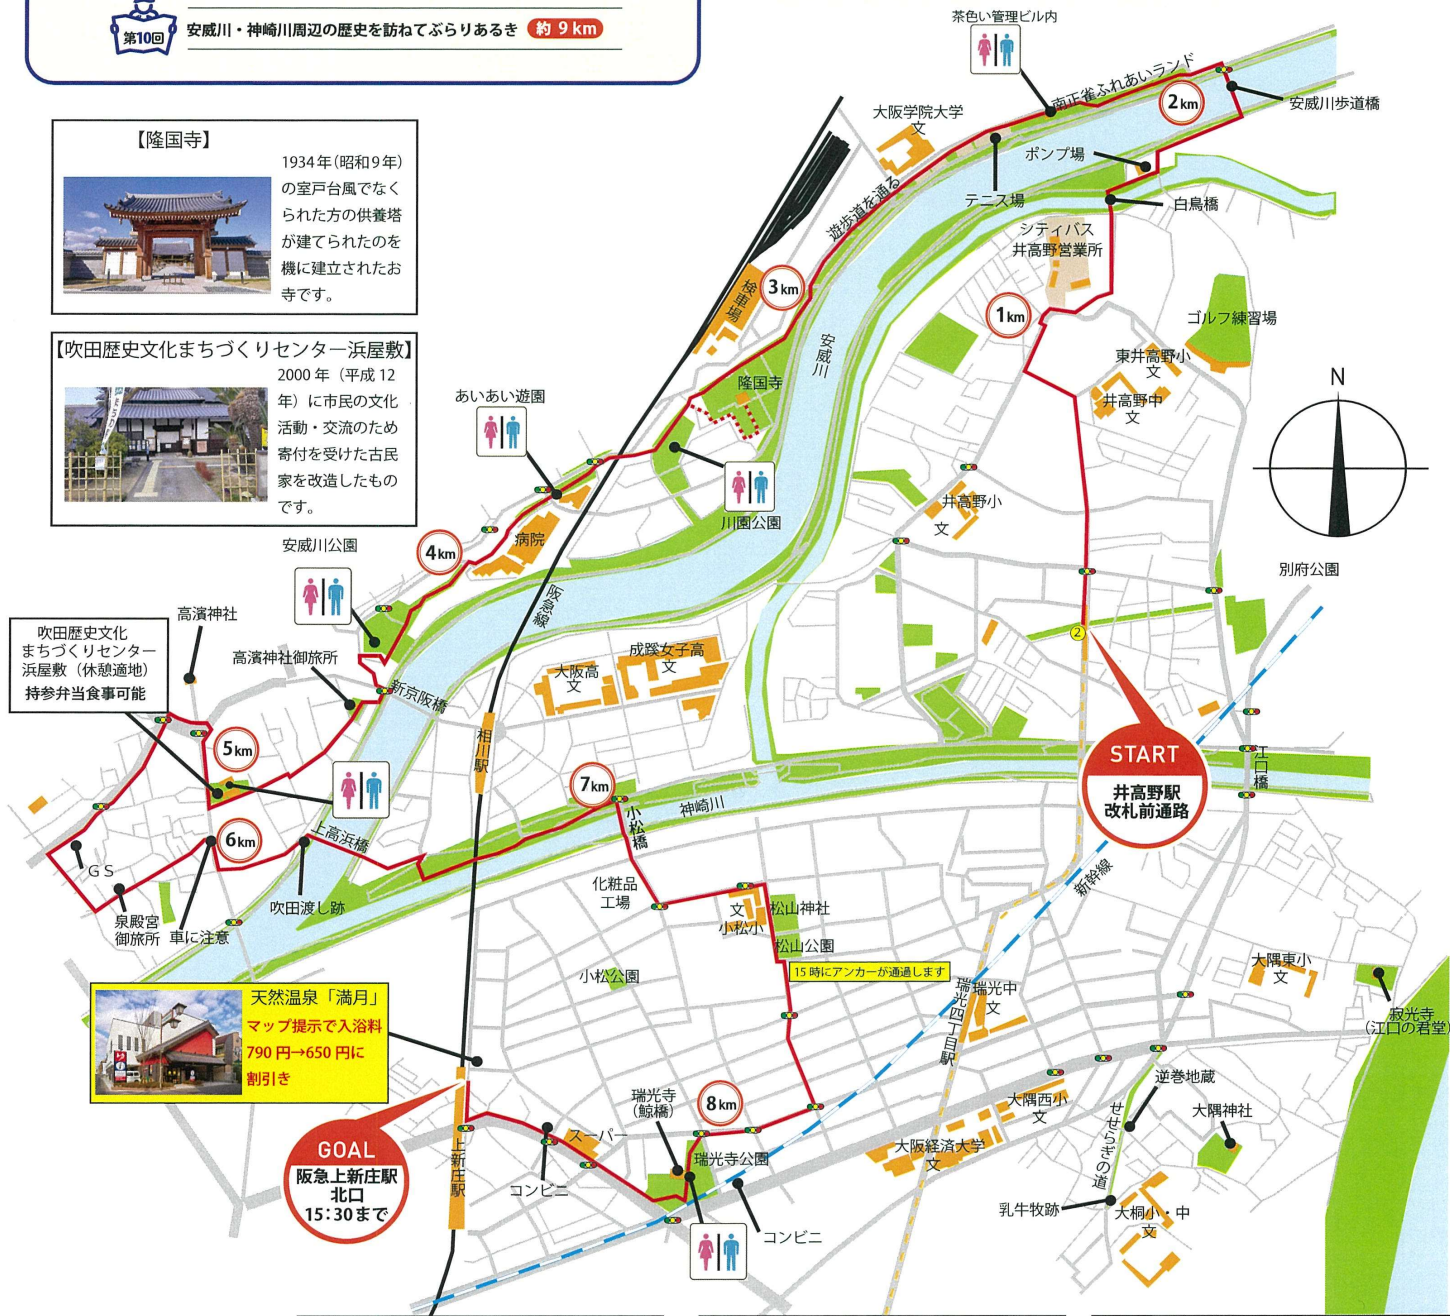 第10回
安威川・神崎川周辺の歴史を訪ねてぶらりあるき 約9km
【隆国寺】
1934年(昭和9年)
の室戸台風でなく
られた方の供養塔
が建てられたのを
機に建立されたお
寺です。
【吹田歴史文化まちづくりセンター浜屋敷】
2000年(平成12
年)に市民の文化
活動・交流のため
寄付を受けた古民
家を改造したもの
です。
茶色い管理ビル内
南正雀ふれあいランド
2km
安威川歩道橋
大阪学院大学
文
ポンプ場
テニス場
白鳥橋
遊歩道を通る
シティバス
井高野営業所
検車場
3km
1km
ゴルフ練習場
安威川
東井高野小
文
井高野中
文
隆国寺
N
あいあい遊園
川園公園
井高野小
文
病院
4km
安威川公園
阪急線
別府公園
高濱神社
吹田歴史文化
まちづくりセンター
浜屋敷(休憩適地)
持参弁当食事可能
高濱神社御旅所
新京阪橋
成蹊女子高
文
大阪高
文
②
相川駅
5km
START
井高野駅
改札前通路
江口橋
7km
小松橋
神崎川
6km
上高浜橋
GS
泉殿宮
御旅所
車に注意
吹田渡し跡
化粧品
工場
新幹線
文
小松小
松山神社
松山公園
小松公園
15時にアンカーが通過します
瑞光四丁目駅
瑞光中
文
大隅東小
文
寂光寺
(江口の君堂)
天然温泉「満月」
マップ提示で入浴料
790円→650円に
割引き
逆巻地蔵
大隅神社
せせらぎの道
瑞光寺
(鯨橋)
8km
大隅西小
文
大阪経済大学
文
スーパー
瑞光寺公園
上新庄駅
GOAL
阪急上新庄駅
北口
15:30まで
コンビニ
コンビニ
乳牛牧跡
大桐小・中
文